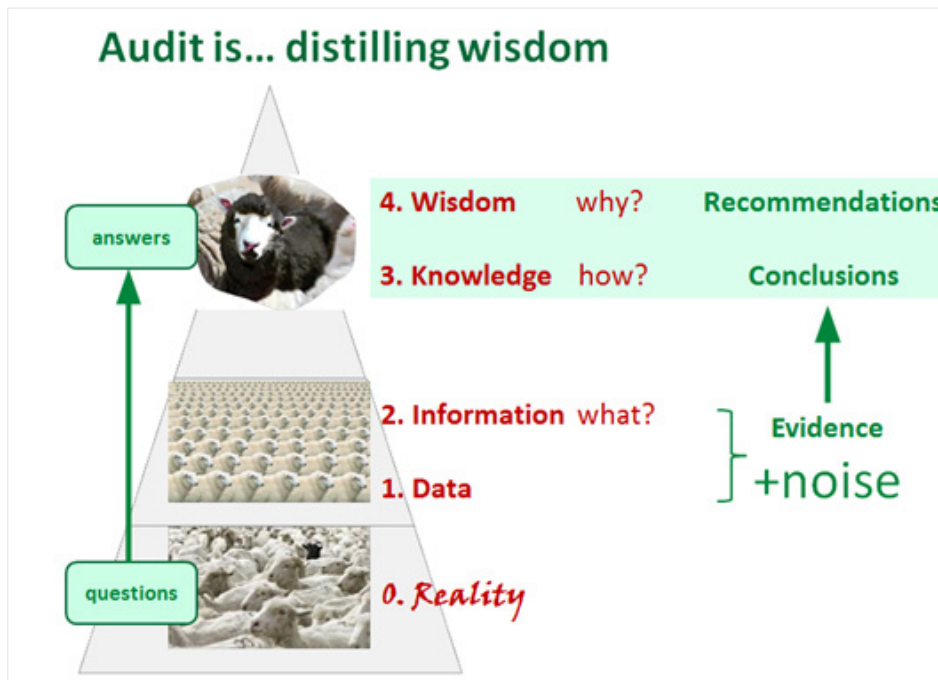 Audit is... distilling wisdom
answers
4. Wisdom why? Recommendations
3. Knowledge how? Conclusions
2. Information what?
Evidence
1. Data
+noise
questions
0. Reality